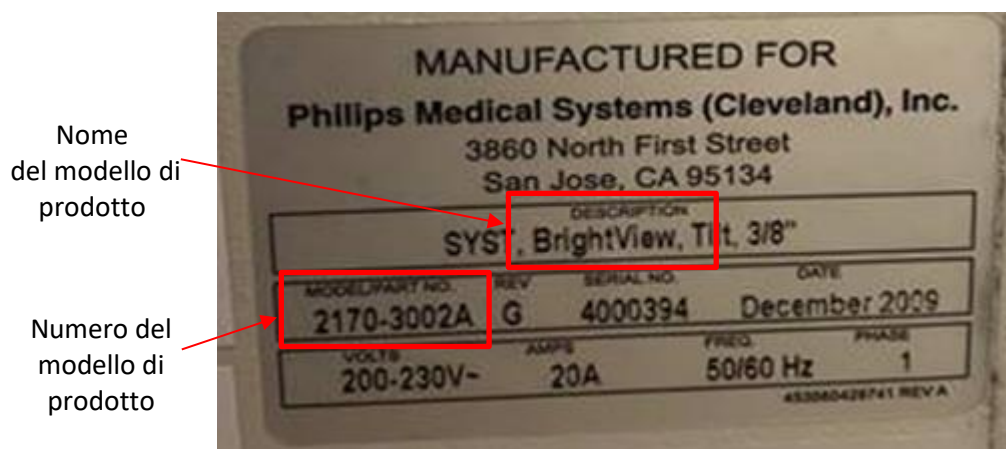 Nome
del modello di
prodotto
Numero del
modello di
prodotto
MANUFACTURED FOR
Philips Medical Systems (Cleveland), Inc.
3860 North First Street
San Jose, CA 95134
DESCRIPTION
SYST, BrightView, Tilt, 3/8"
MODEL/PART NO. REV SERIAL NO. DATE
2170-3002A G 4000394 December 2009
VOLTS AMPS FREQ. PHASE
200-230V~ 20A 50/60 Hz 1
453560428741 REV A